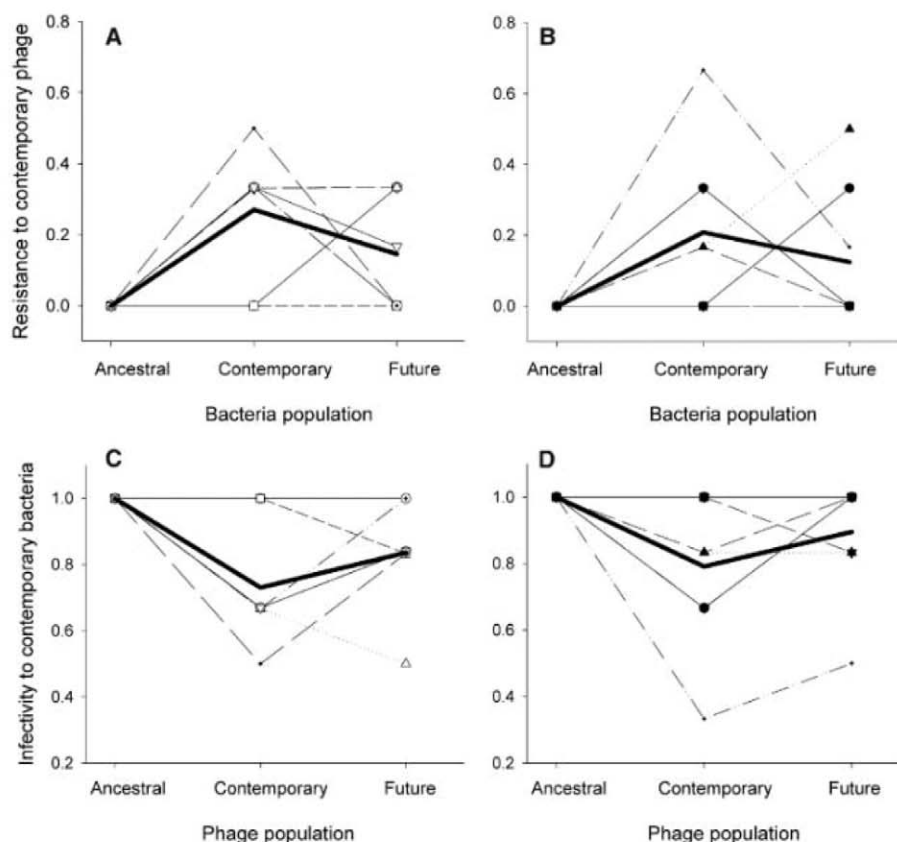 A
Resistance to contemporary phage
0.8
0.6
0.4
0.2
0.0
Ancestral Contemporary Future
Bacteria population
B
0.8
0.6
0.4
0.2
0.0
Ancestral Contemporary Future
Bacteria population
C
Infectivity to contemporary bacteria
1.0
0.8
0.6
0.4
0.2
Ancestral Contemporary Future
Phage population
D
1.0
0.8
0.6
0.4
0.2
Ancestral Contemporary Future
Phage population